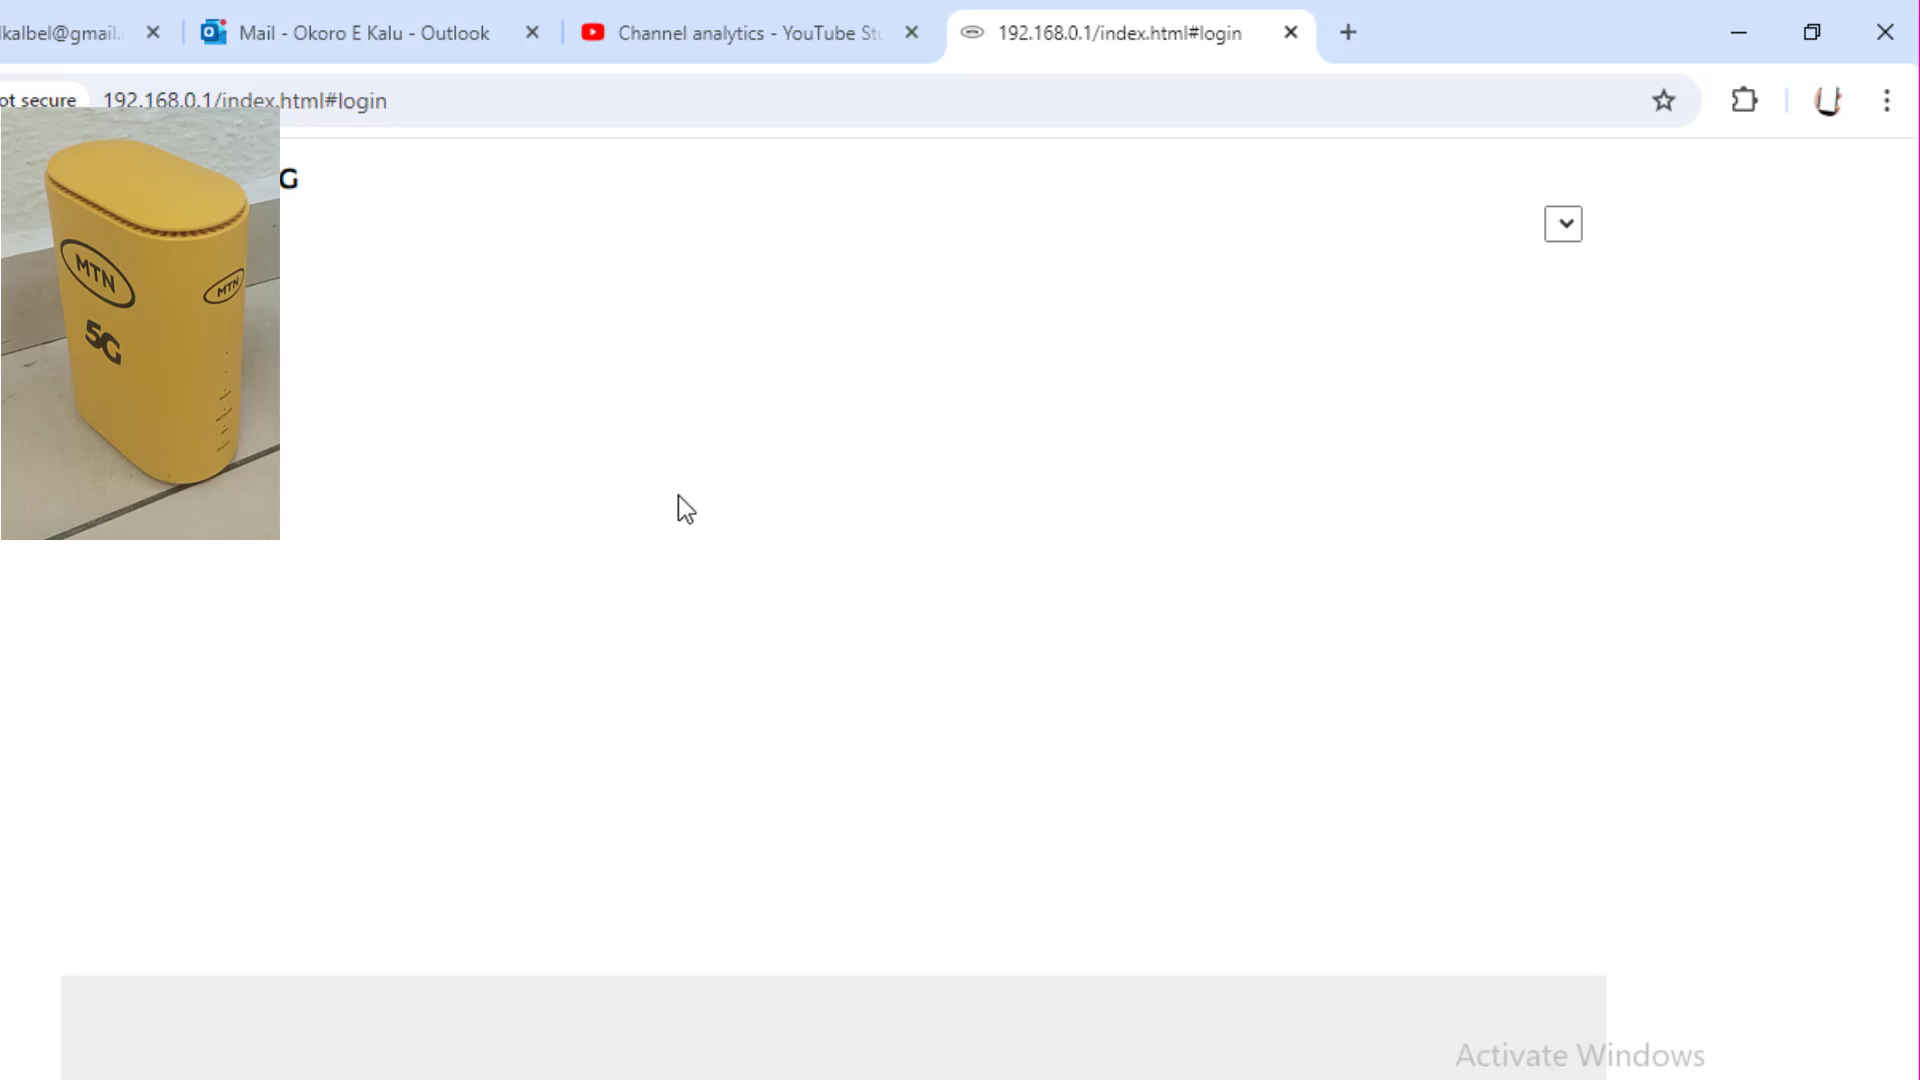 lkalbel@gmail.
Mail - Okoro E Kalu - Outlook
Channel analytics - YouTube St
192.168.0.1/index.html#login
ot secure
192.168.0.1/index.html#login
G
MTN
MTN
5G
Activate Windows